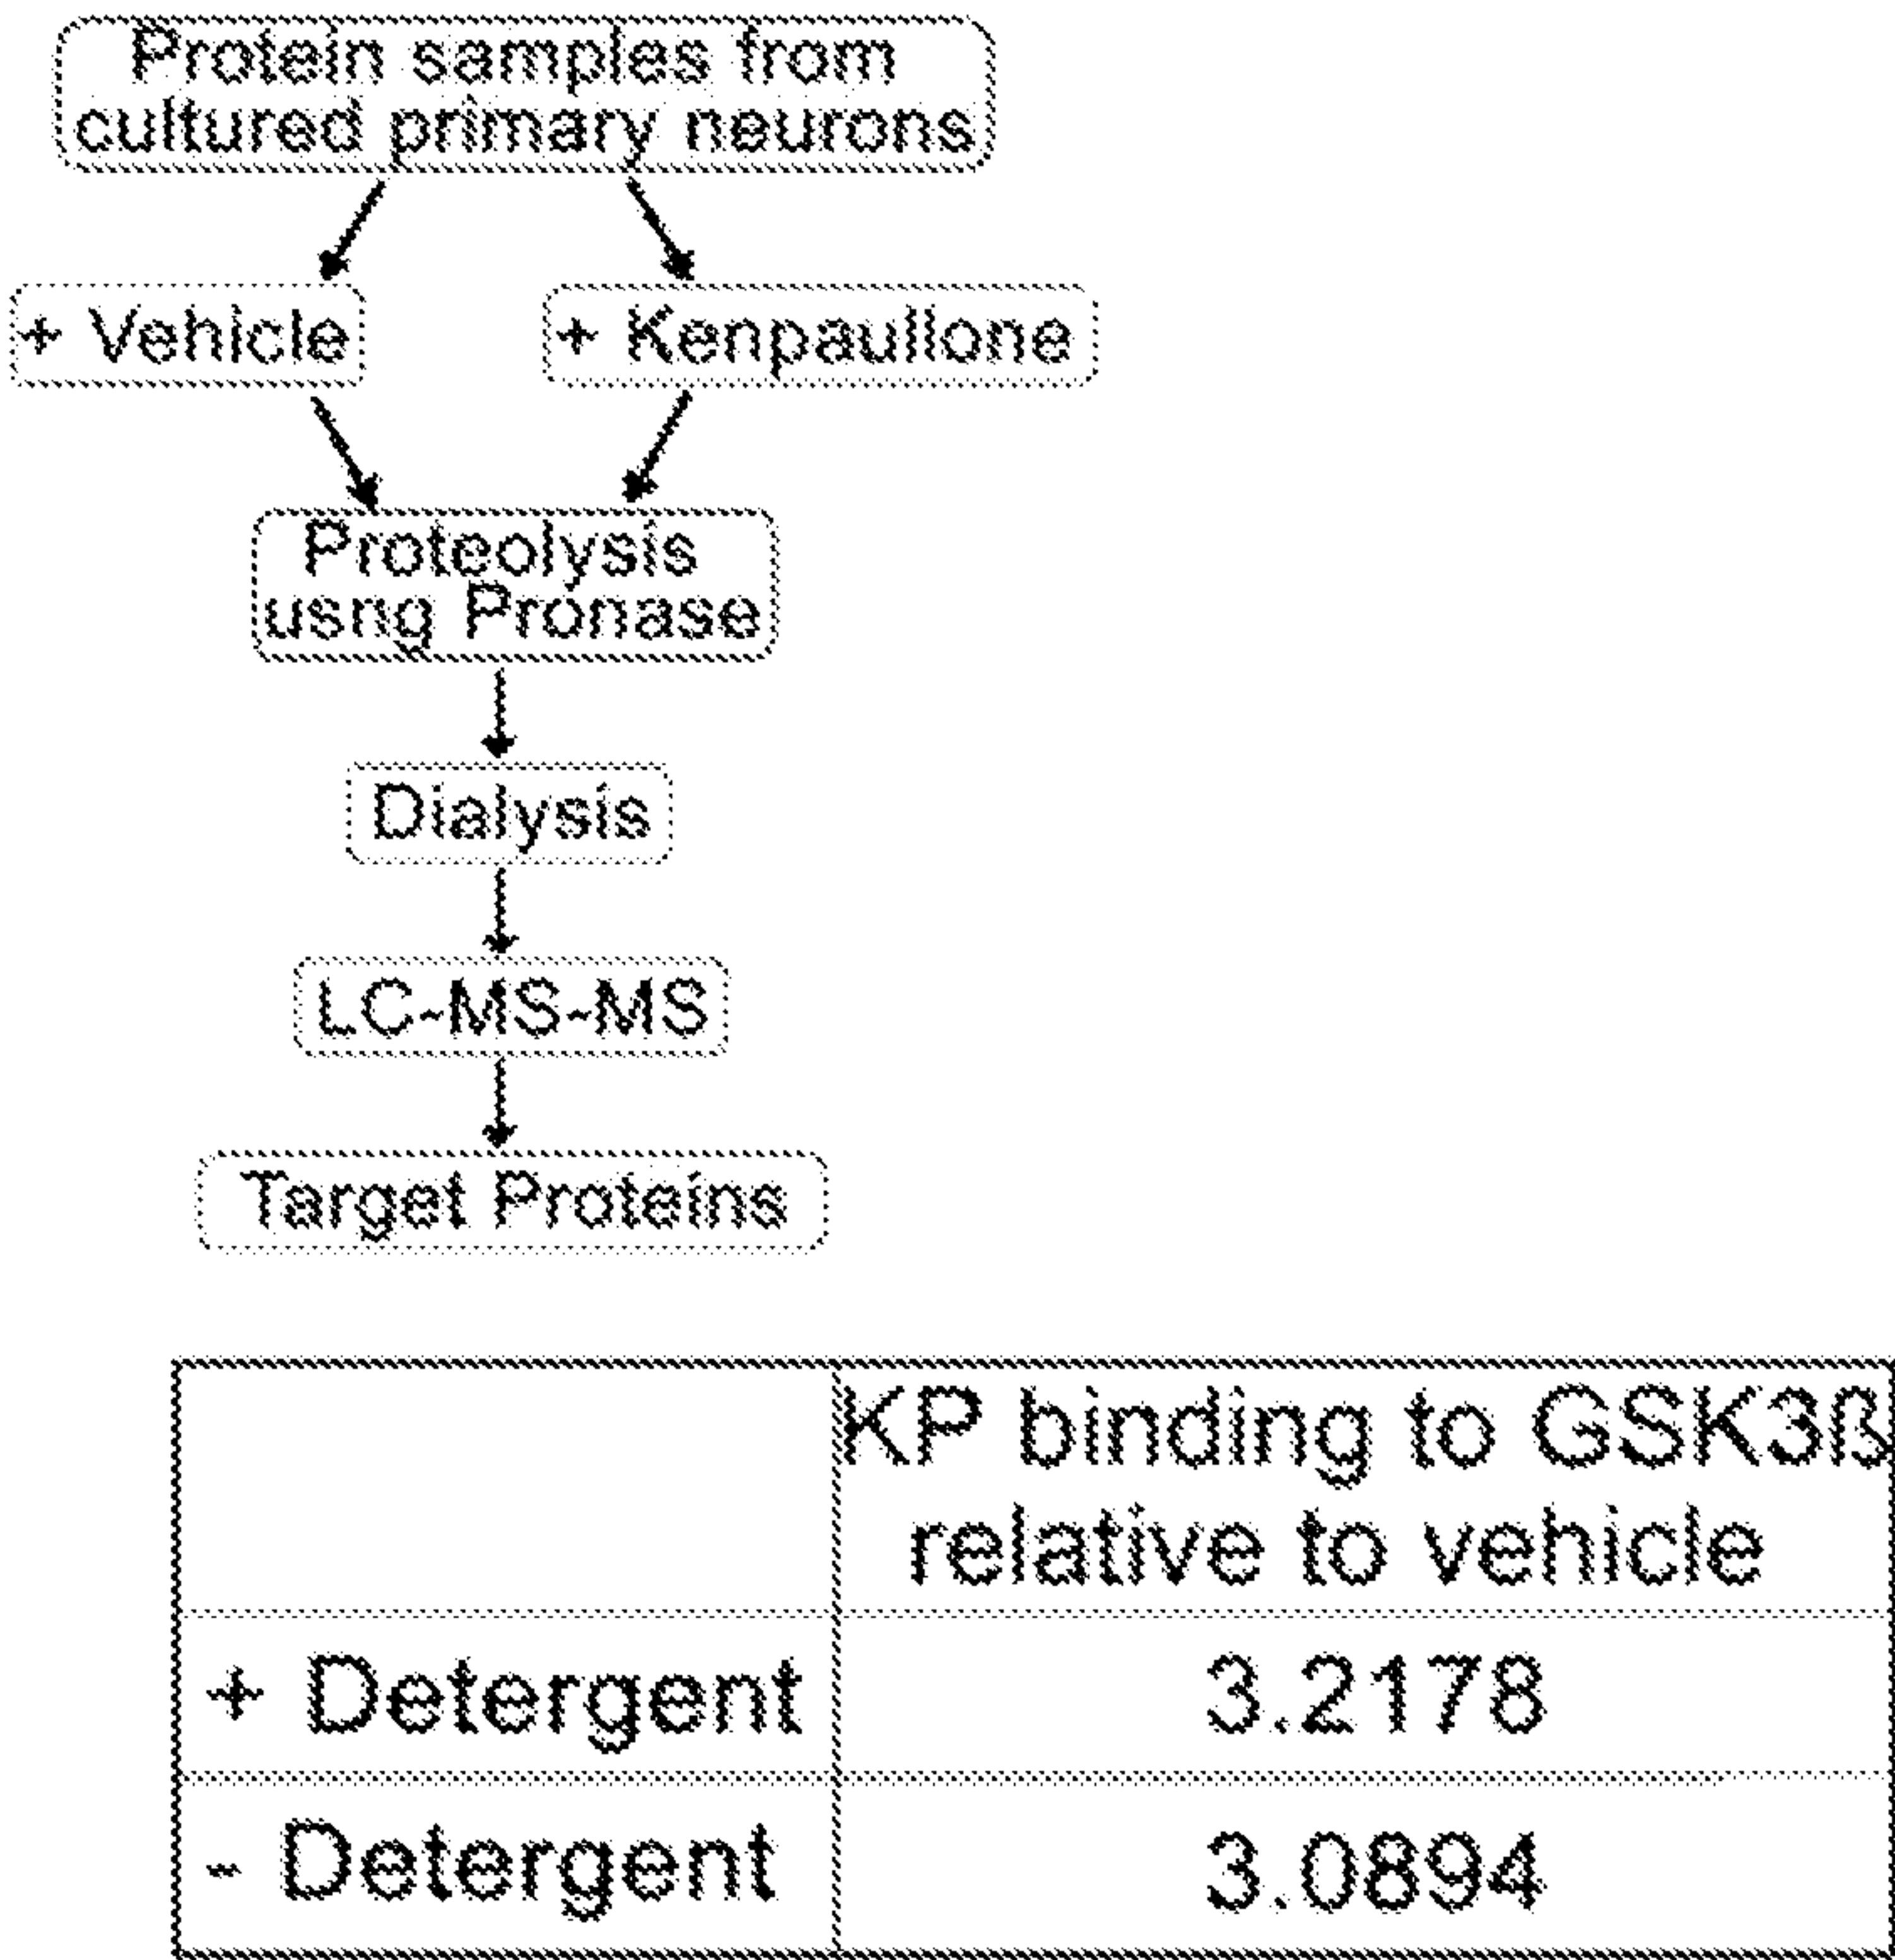 Protein samples from
cultured primary neurons
+ Vehicle
+ Kenpaullone
Proteolysis
usng Pronase
Dialysis
LC-MS-MS
Target Proteins
KP binding to GSK3ß
relative to vehicle
+ Detergent 3.2178
- Detergent 3.0894